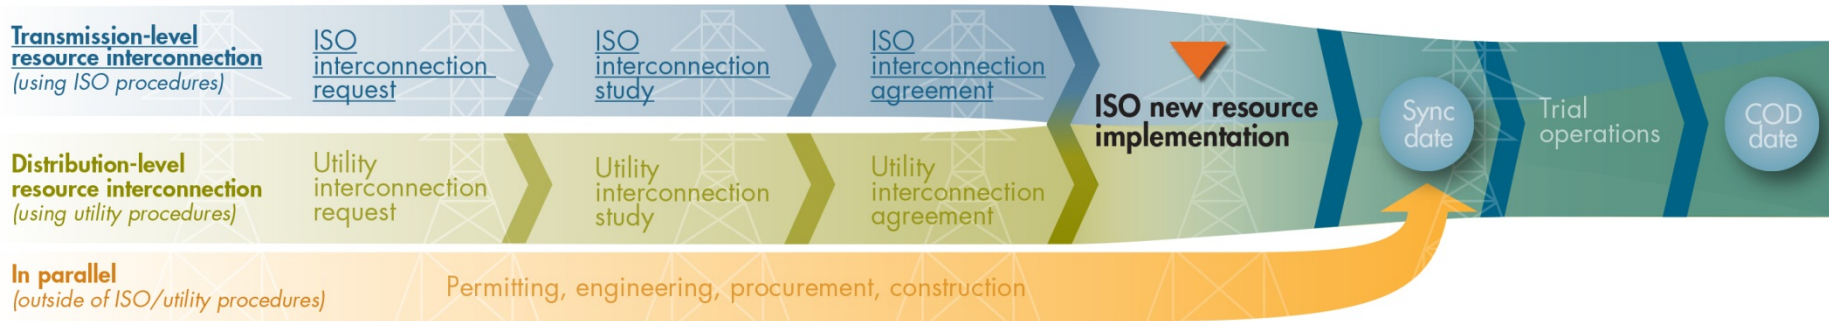 Transmission-level
resource interconnection
(using ISO procedures)
ISO
interconnection
request
ISO
interconnection
study
ISO
interconnection
agreement
ISO new resource
implementation
Sync
date
Trial
operations
COD
date
Distribution-level
resource interconnection
(using utility procedures)
Utility
interconnection
request
Utility
interconnection
study
Utility
interconnection
agreement
In parallel
(outside of ISO/utility procedures)
Permitting, engineering, procurement, construction